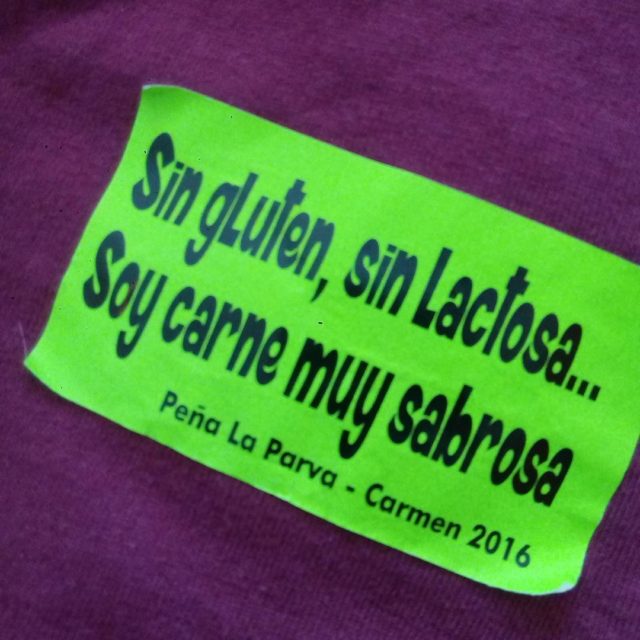 Sin gluten, sin Lactosa...
Soy carne muy sabrosa
Peña La Parva - Carmen 2016